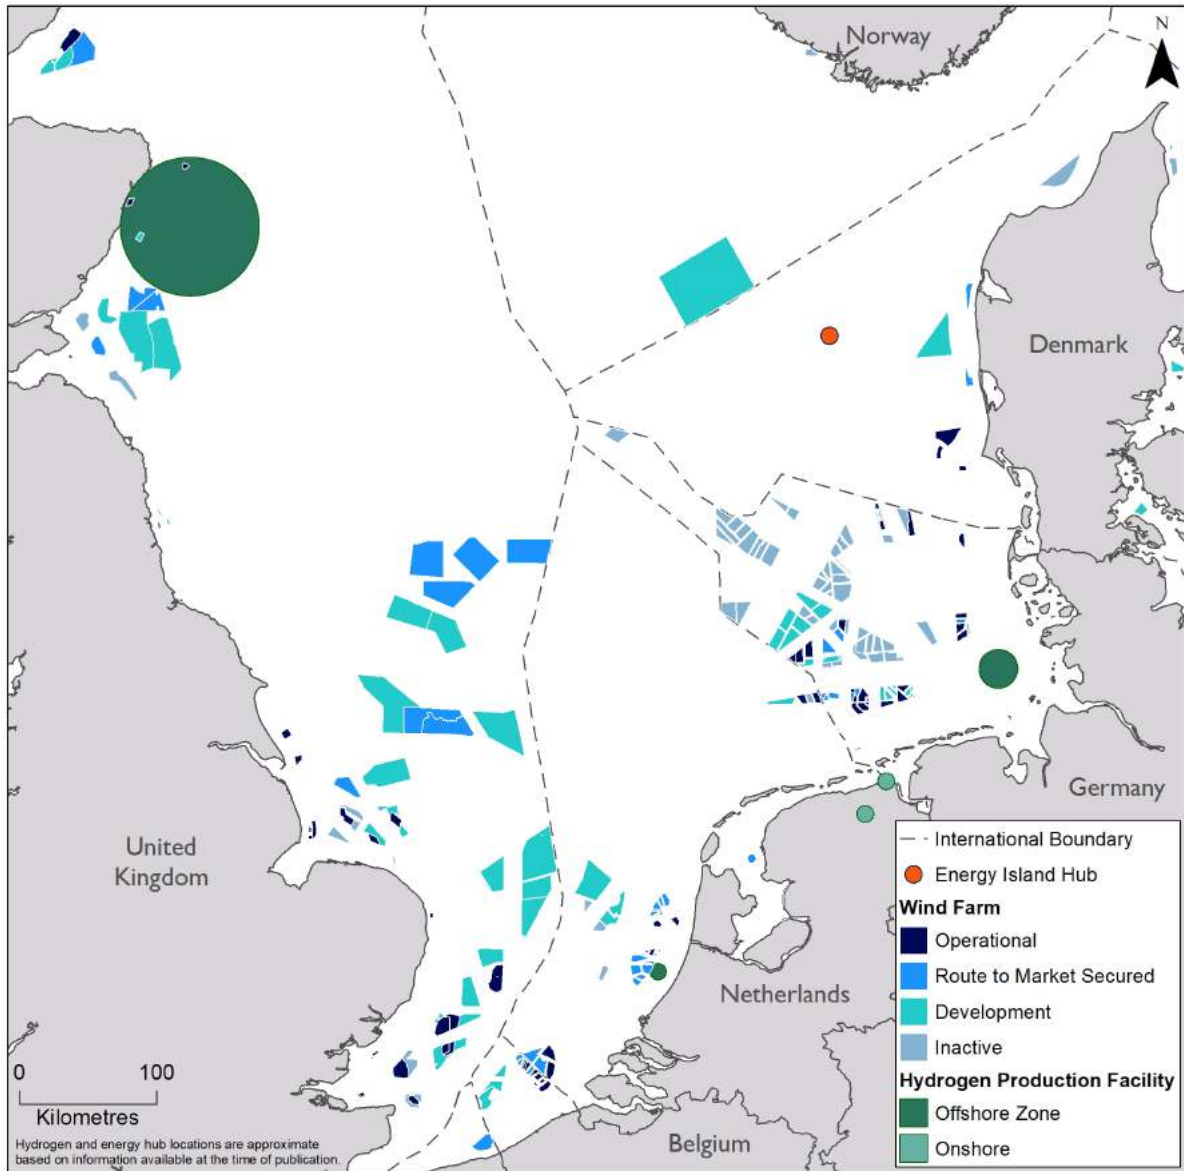 Norway
N
Denmark
Germany
United
Kingdom
Netherlands
Belgium
International Boundary
Energy Island Hub
Wind Farm
Operational
Route to Market Secured
Development
Inactive
Hydrogen Production Facility
Offshore Zone
Onshore
0 100
Kilometres
Hydrogen and energy hub locations are approximate
based on information available at the time of publication.